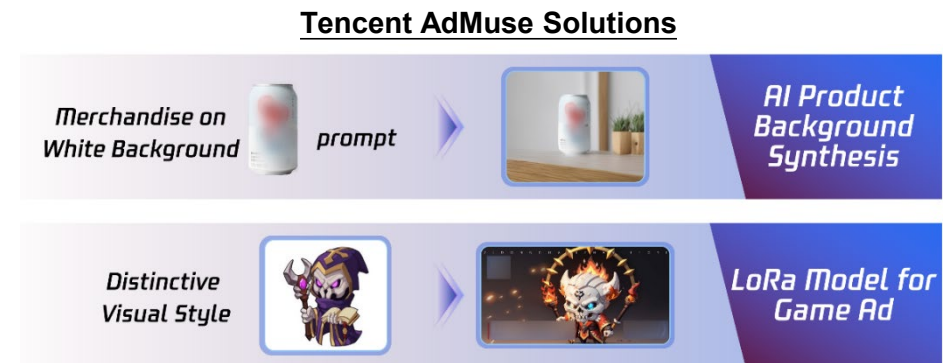 Tencent AdMuse Solutions
Merchandise on
White Background
prompt
AI Product
Background
Synthesis
Distinctive
Visual Style
LoRa Model for
Game Ad